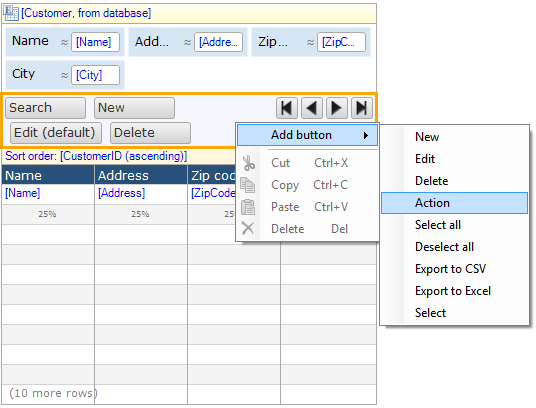 [Customer, from database]
Name ≈ [Name] Add... ≈ [Addre... Zip... ≈ [ZipC...
City ≈ [City]
Search New
Edit (default) Delete
Add button
New
Edit
Delete
Action
Select all
Deselect all
Export to CSV
Export to Excel
Select
Cut Ctrl+X
Copy Ctrl+C
Paste Ctrl+V
Delete Del
Sort order: [CustomerID (ascending)]
Name Address Zip cod
[Name] [Address] [ZipCode
25% 25% 25%
(10 more rows)